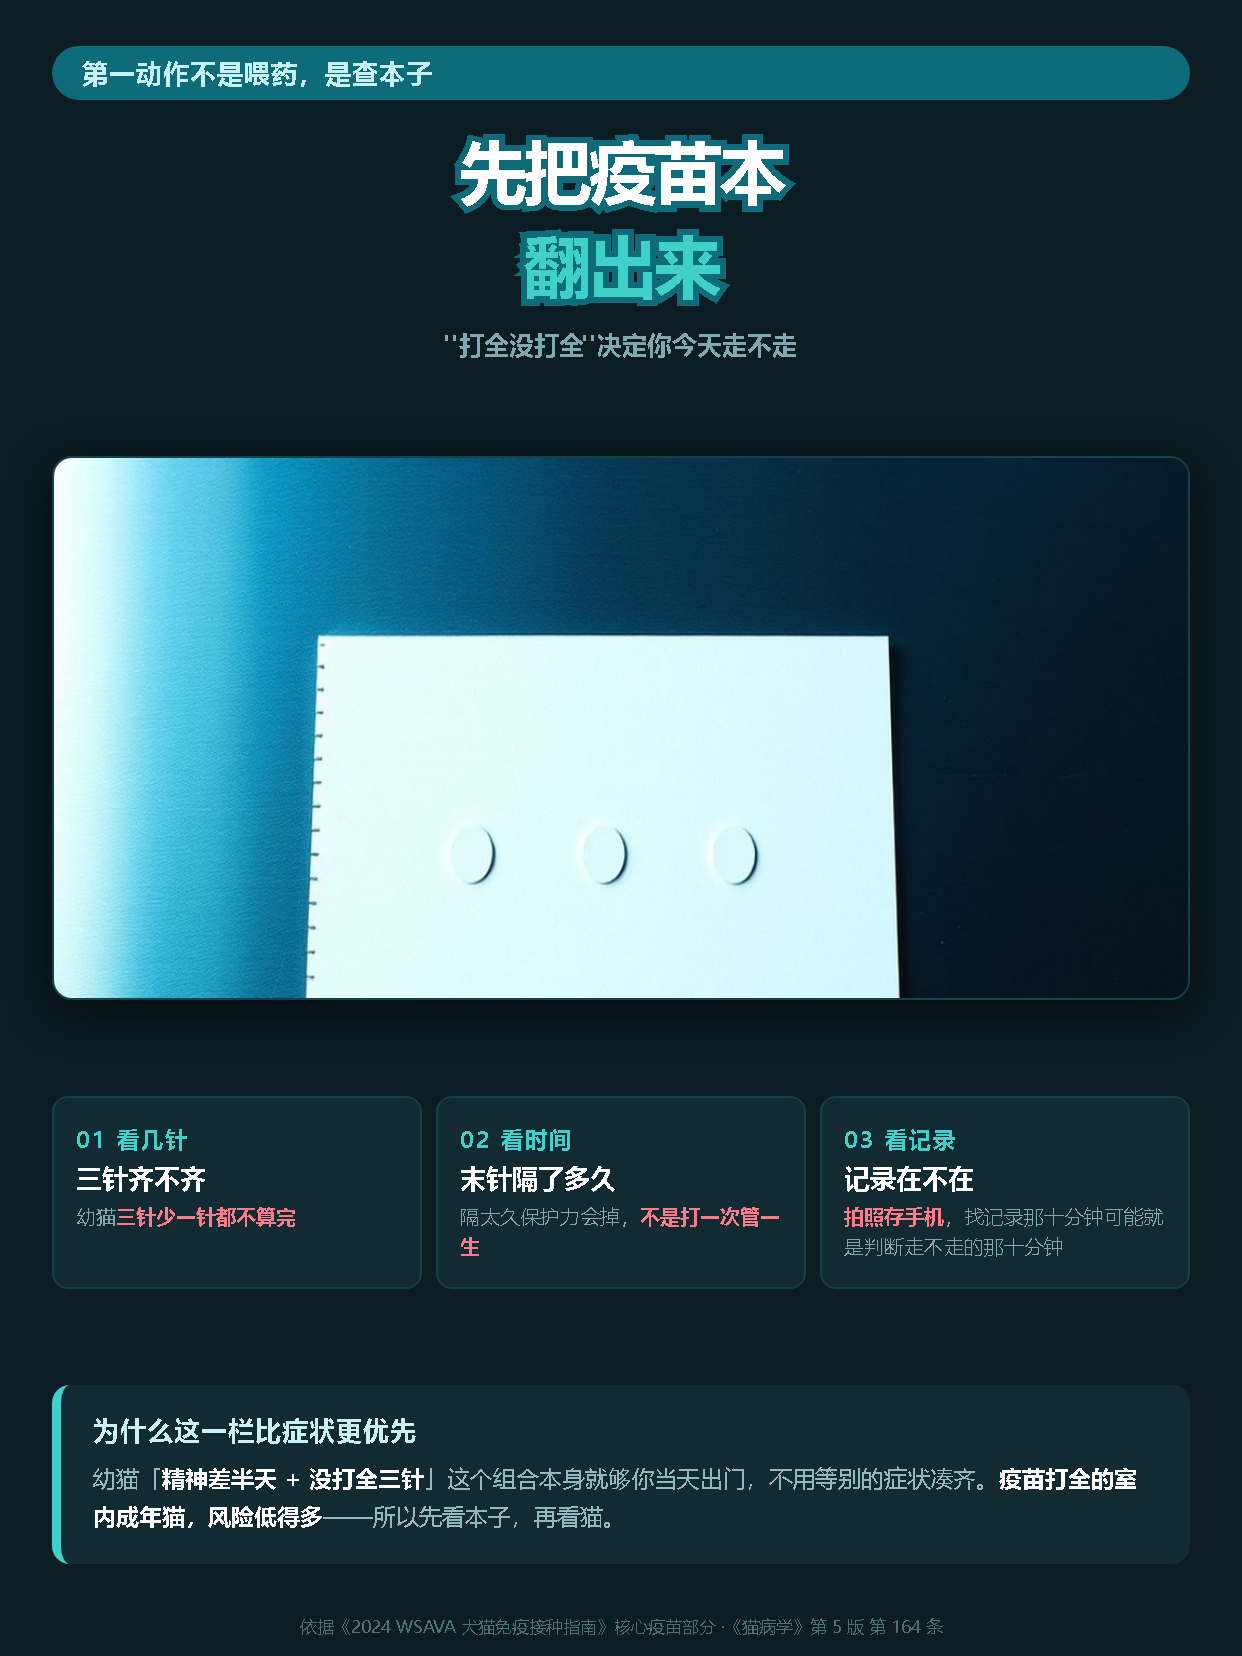 第一动作不是喂药，是查本子
先把疫苗本
翻出来
''打全没打全''决定你今天走不走
01 看几针
三针齐不齐
幼猫三针少一针都不算完
02 看时间
末针隔了多久
隔太久保护力会掉，不是打一次管一
生
03 看记录
记录在不在
拍照存手机，找记录那十分钟可能就
是判断走不走的那十分钟
为什么这一栏比症状更优先
幼猫「精神差半天 + 没打全三针」这个组合本身就够你当天出门，不用等别的症状凑齐。疫苗打全的室
内成年猫，风险低得多——所以先看本子，再看猫。
依据《2024 WSAVA 犬猫免疫接种指南》核心疫苗部分 ·《猫病学》第 5 版 第 164 条